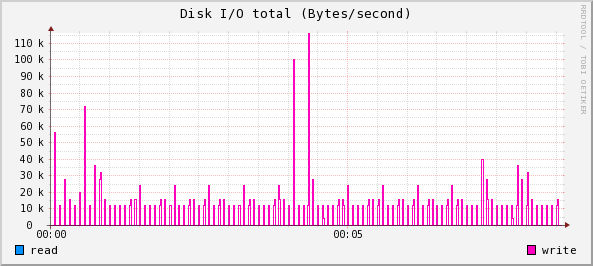 Disk I/O total (Bytes/second)
RRDTOOL / TOBI OETIKER
110 k
100 k
90 k
80 k
70 k
60 k
50 k
40 k
30 k
20 k
10 k
0
00:00 00:05
read write